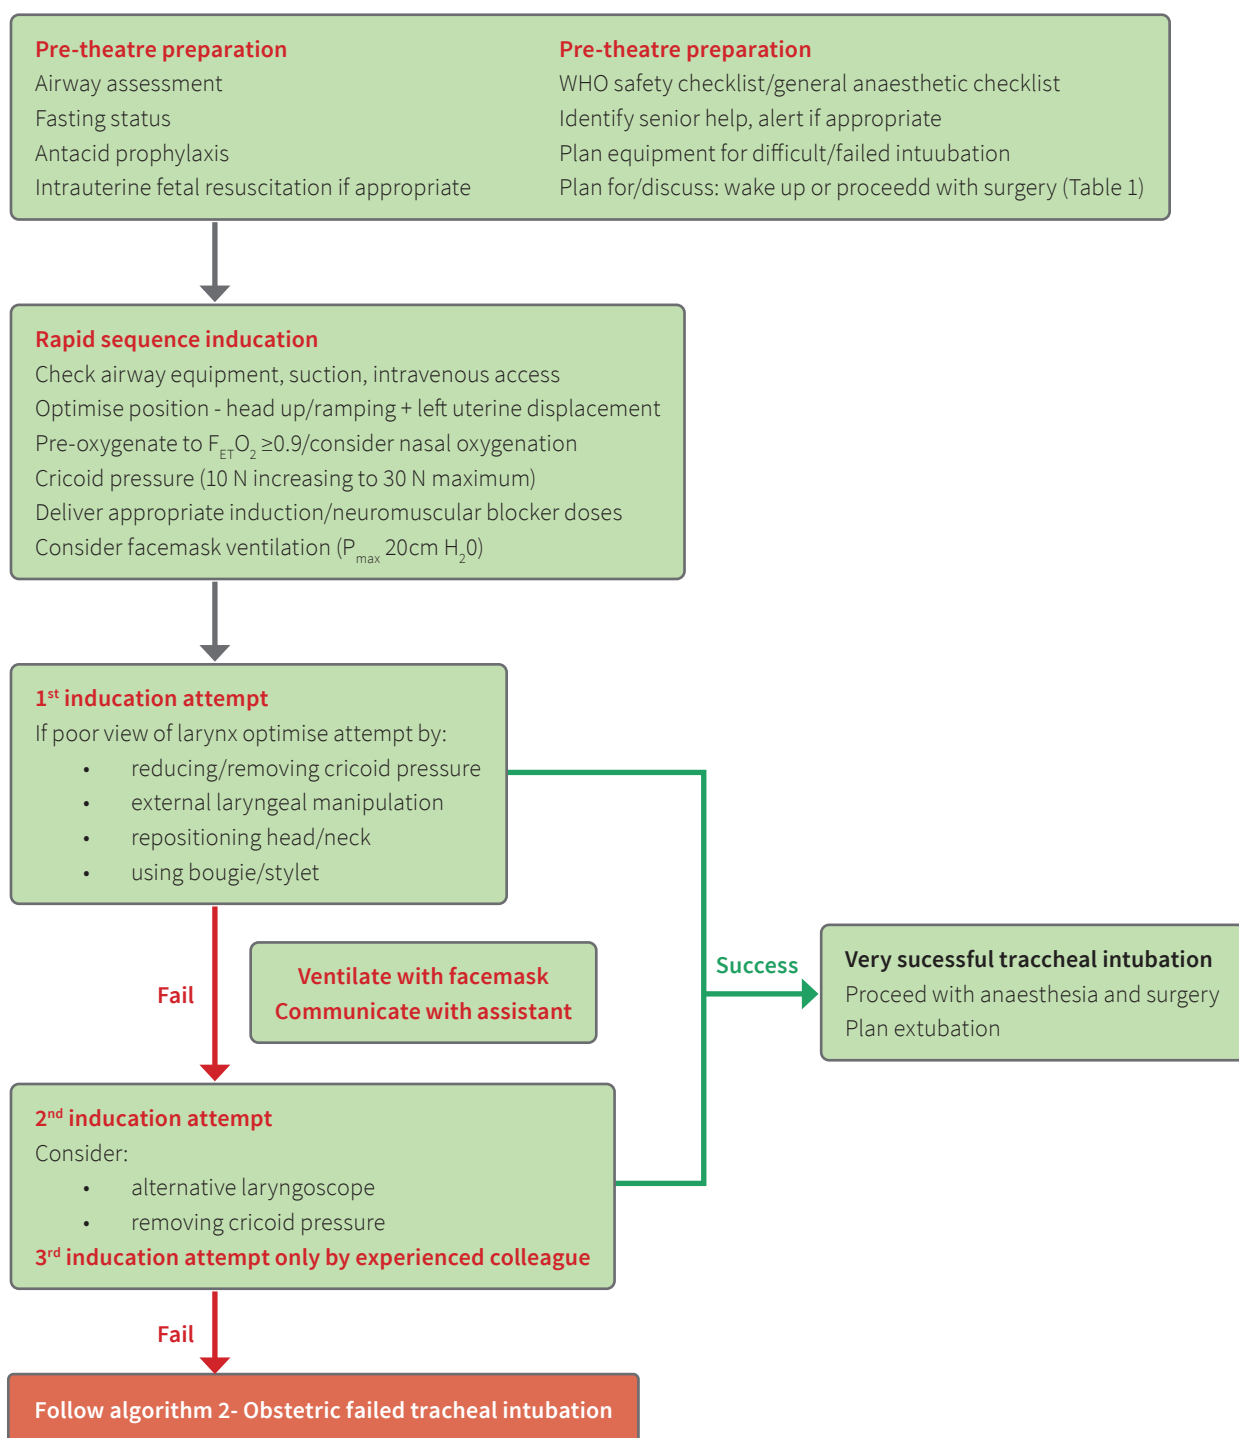 Pre-theatre preparation
Airway assessment
Fasting status
Antacid prophylaxis
Intrauterine fetal resuscitation if appropriate
Pre-theatre preparation
WHO safety checklist/general anaesthetic checklist
Identify senior help, alert if appropriate
Plan equipment for difficult/failed intuubation
Plan for/discuss: wake up or proceedd with surgery (Table 1)
Rapid sequence inducation
Check airway equipment, suction, intravenous access
Optimise position - head up/ramping + left uterine displacement
Pre-oxygenate to FETO2 ≥0.9/consider nasal oxygenation
Cricoid pressure (10 N increasing to 30 N maximum)
Deliver appropriate induction/neuromuscular blocker doses
Consider facemask ventilation (Pmax 20cm H20)
1st inducation attempt
If poor view of larynx optimise attempt by:
• reducing/removing cricoid pressure
• external laryngeal manipulation
• repositioning head/neck
• using bougie/stylet
Fail
Ventilate with facemask
Communicate with assistant
Success
Very sucessful traccheal intubation
Proceed with anaesthesia and surgery
Plan extubation
2nd inducation attempt
Consider:
• alternative laryngoscope
• removing cricoid pressure
3rd inducation attempt only by experienced colleague
Fail
Follow algorithm 2- Obstetric failed tracheal intubation